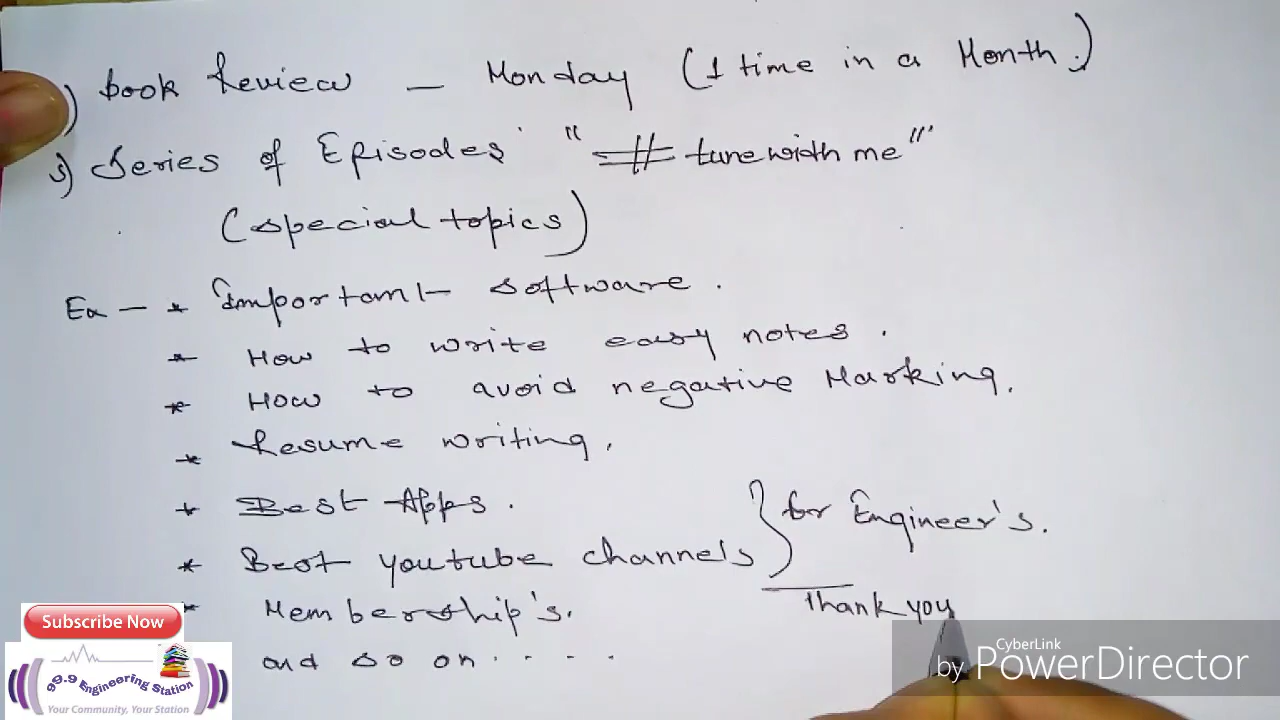 ) book Review — Monday (1 time in a Month.)
5) Series of Episodes "# tunewith me"
(special topics)
Ex — * Important software.
* How to write easy notes.
* How to avoid negative Marking.
* Resume writing.
* Best Apps.
* Best youtube channels } for Engineer's.
* Membership's.
and so on . . . .
Thank you
Subscribe Now
99.9 Engineering Station
Your Community, Your Station
CyberLink
by PowerDirector